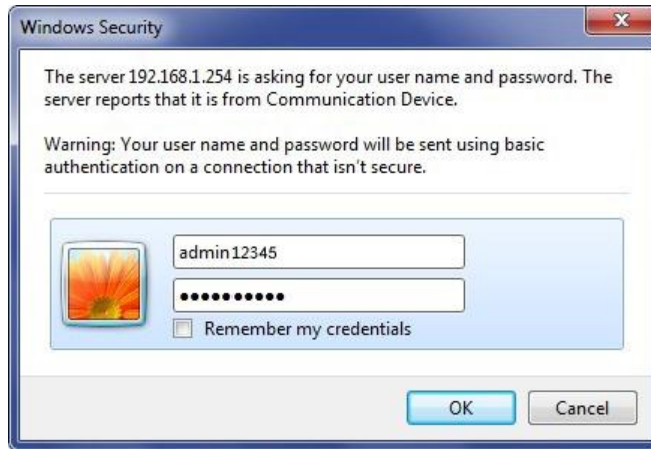 Windows Security
The server 192.168.1.254 is asking for your user name and password. The
server reports that it is from Communication Device.
Warning: Your user name and password will be sent using basic
authentication on a connection that isn't secure.
admin12345
●●●●●●●●●●
Remember my credentials
OK
Cancel